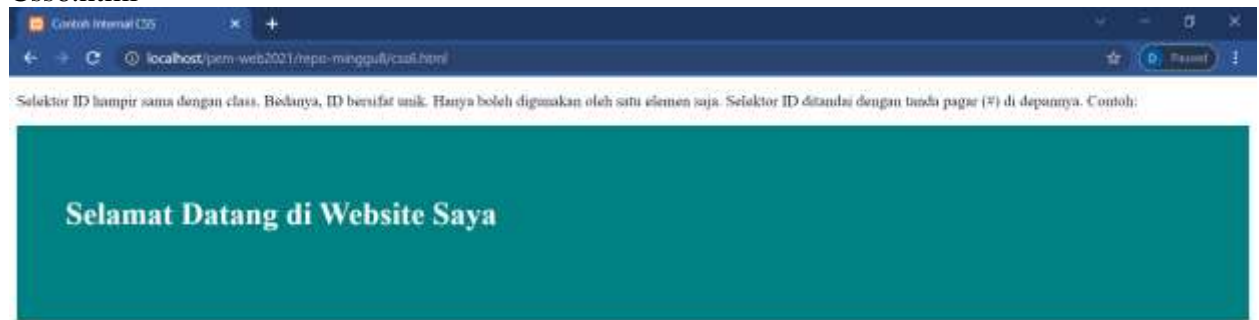 Contoh Internal CSS
localhost/pem-web2021/repo-minggu8/css6.html
Paused
Selektor ID hampir sama dengan class. Bedanya, ID bersifat unik. Hanya boleh digunakan oleh satu elemen saja. Selektor ID ditandai dengan tanda pagar (#) di depannya. Contoh:
Selamat Datang di Website Saya